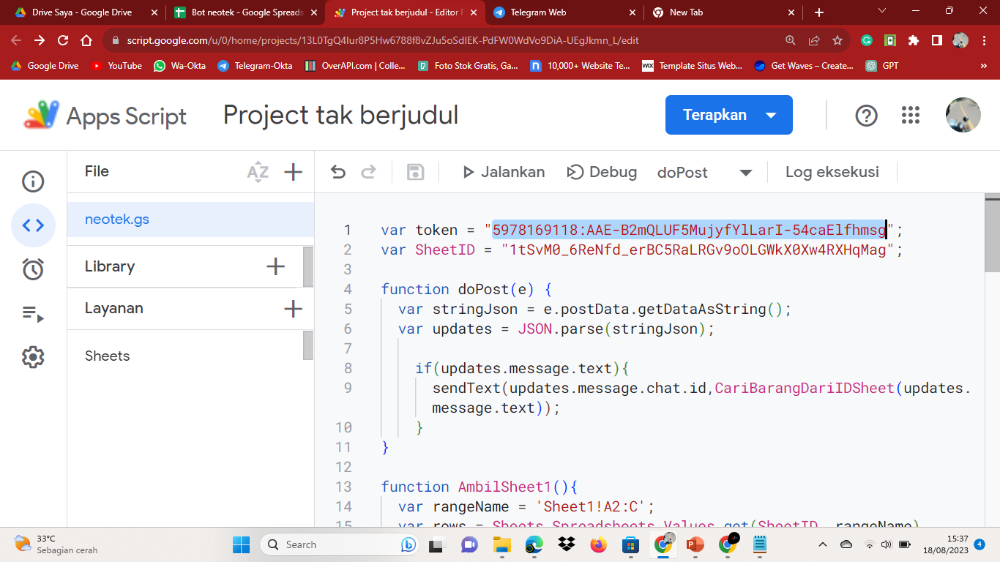 Drive Saya - Google Drive
Bot neotek - Google Spreads
Project tak berjudul - Editor P
Telegram Web
New Tab
script.google.com/u/0/home/projects/13L0TgQ4lur8P5Hw6788f8vZJu5oSdIEK-PdFW0WdVo9DiA-UEgJkmn_L/edit
Google Drive
YouTube
Wa-Okta
Telegram-Okta
OverAPI.com | Colle...
Foto Stok Gratis, Ga...
10,000+ Website Te...
WIX
Template Situs Web...
Get Waves – Create...
GPT
»
Apps Script
Project tak berjudul
Terapkan
File
AZ
Jalankan
Debug
doPost
Log eksekusi
neotek.gs
Library
Layanan
Sheets
1 var token = "5978169118:AAE-B2mQLUF5MujyfYlLarI-54caElfhmsg";
2 var SheetID = "1tSvM0_6ReNfd_erBC5RaLRGv9oOLGWkX0Xw4RXHqMag";
3
4 function doPost(e) {
5 var stringJson = e.postData.getDataAsString();
6 var updates = JSON.parse(stringJson);
7
8 if(updates.message.text){
9 sendText(updates.message.chat.id,CariBarangDariIDSheet(updates.
message.text));
10 }
11 }
12
13 function AmbilSheet1(){
14 var rangeName = 'Sheet1!A2:C';
15 var rows = Sheets.Spreadsheets.Values.get(SheetID, rangeName)
33°C
Sebagian cerah
Search
15:37
18/08/2023
4